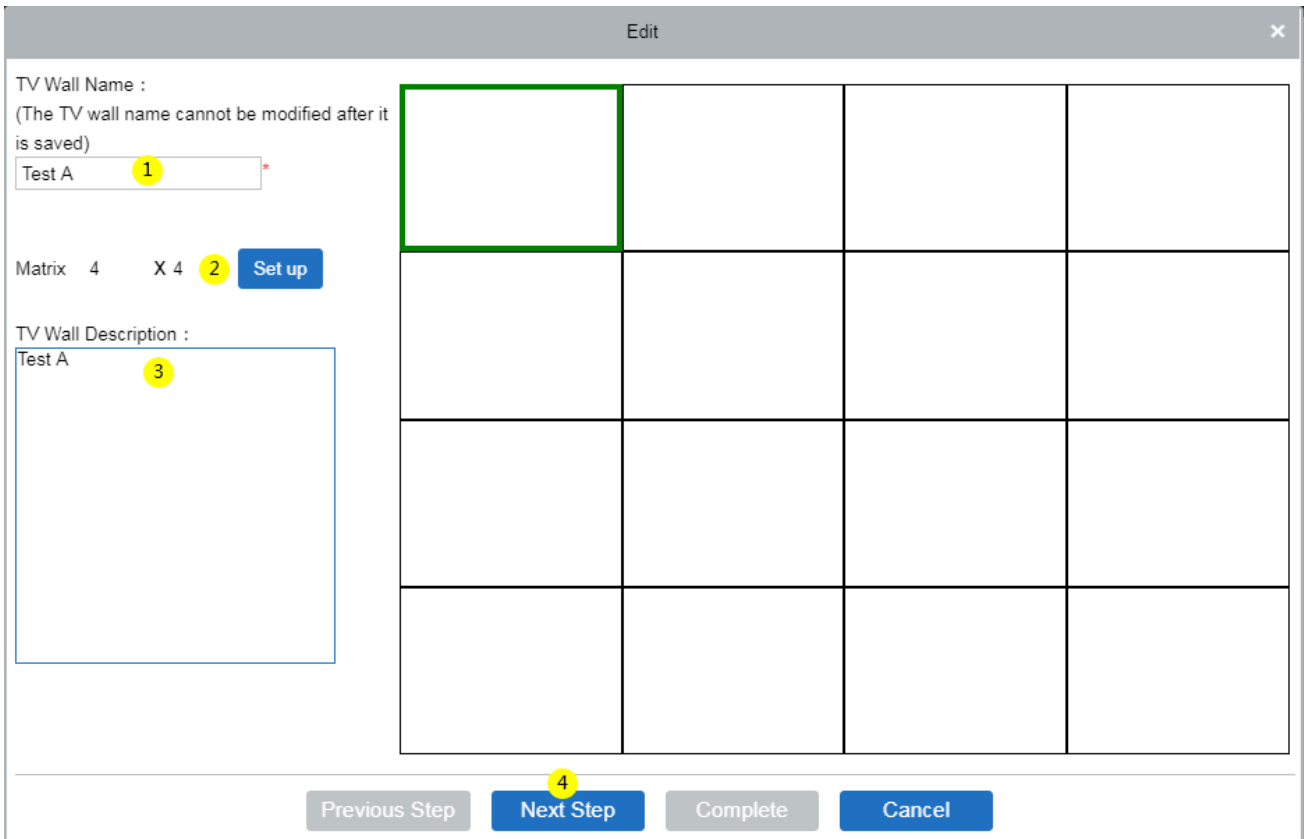 Edit ×
TV Wall Name :
(The TV wall name cannot be modified after it
is saved)
Test A 1 *
Matrix 4 X 4 2 Set up
TV Wall Description :
Test A
3
4
Previous Step Next Step Complete Cancel